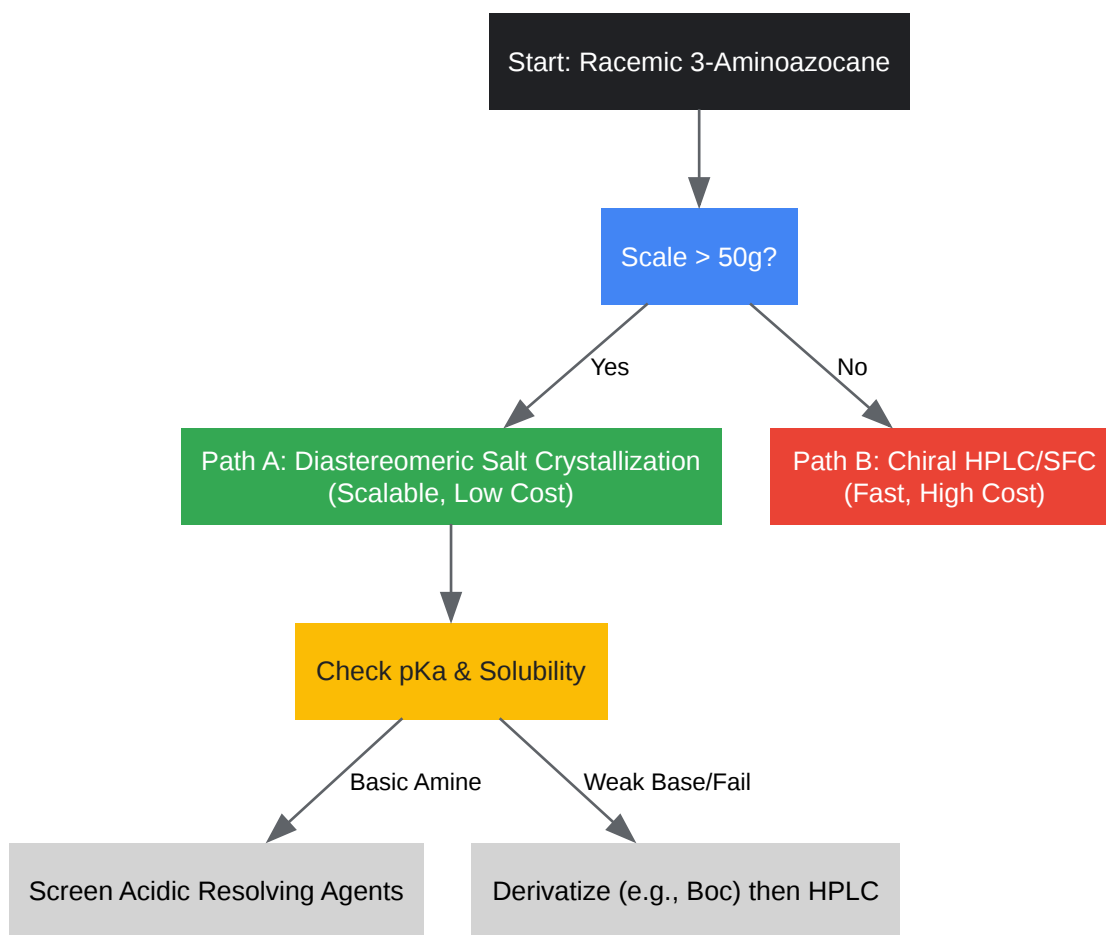 Start: Racemic 3-Aminoazocane
Scale > 50g?
Yes
No
Path A: Diastereomeric Salt Crystallization
(Scalable, Low Cost)
Path B: Chiral HPLC/SFC
(Fast, High Cost)
Check pKa & Solubility
Basic Amine
Weak Base/Fail
Screen Acidic Resolving Agents
Derivatize (e.g., Boc) then HPLC